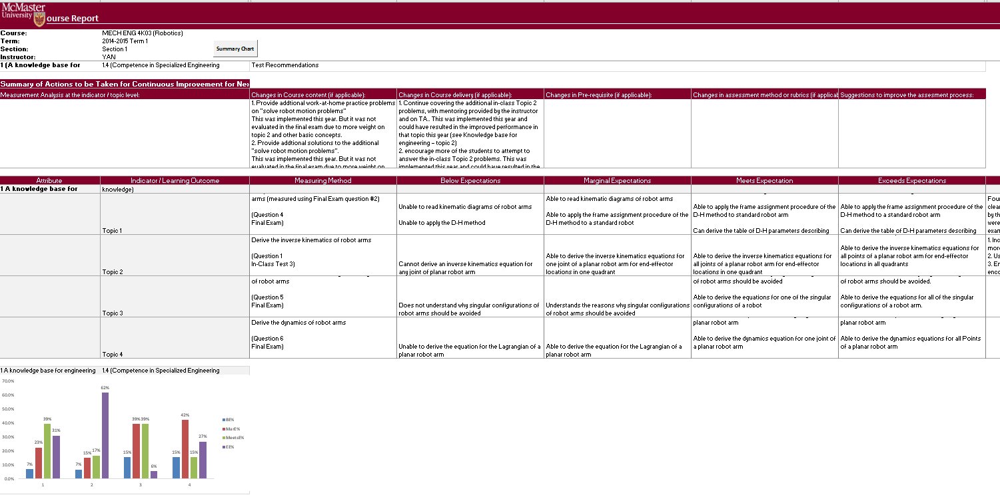 McMaster
University
ourse Report
Course: MECH ENG 4K03 (Robotics)
Term: 2014-2015 Term 1
Section: Section 1
Instructor: YAN
Summary Chart
1 (A knowledge base for 1.4 (Competence in Specialized Engineering Test Recommendations
Summary of Actions to be Taken for Continuous Improvement for Nex
Measurement Analysis at the indicator / topic level:
Changes in Course content (if applicable):
Changes in Course delivery (if applicable):
Changes in Pre-requisite (if applicable):
Changes in assessment method or rubrics (if applicat
Suggestions to improve the assesment process:
1. Provide addtional work-at-home practice problems
on "solve robot motion problems"
This was implemented this year. But it was not
evaluated in the final exam due to more weight on
topic 2 and other basic concepts.
2. Provide addtional solutions to the additional
"solve robot motion problems".
This was implemented this year. But it was not
evaluated in the final exam due to more weight on
1. Continue covering the additional in-class Topic 2
problems, with mentoring provided by the instructor
and on TA.. This was implemented this year and
could have resulted in the improved performance in
that topic this year (see Knowledge base for
engineering – topic 2)
2. encourage more of the students to attempt to
answer the in-class Topic 2 problems. This was
implemented this year and could have resulted in the
Attribute
Indicator / Learning Outcome
Measuring Method
Below Expectations
Marginal Expectations
Meets Expectation
Exceeds Expectations
1 A knowledge base for knowledge)
Topic 1
arms (measured using Final Exam question #2)
(Question 4
Final Exam)
Unable to read kinematic diagrams of robot arms
Unable to apply the D-H method
Able to read kinematic diagrams of robot arms
Able to apply the frame assignment procedure of the
D-H method to a standard robot
Able to apply the frame assignment procedure of the
D-H method to standard robot arm
Can derive the table of D-H parameters describing
Able to apply the frame assignment procedure of the
D-H method to a standard robot arm
Can derive the table of D-H parameters describing
Four
clear
by th
were
exam
Topic 2
Derive the inverse kinematics of robot arms
(Question 1
In-Class Test 3)
Cannot derive an inverse kinematics equation for
any joint of planar robot arm
Able to derive the inverse kinematics equations for
one joint of a planar robot arm for end-effector
locations in one quadrant
Able to derive the inverse kinematics equations for
all joints of a planar robot arm for end-effector
locations in one quadrant
Able to derive the inverse kinematics equations for
all points of a planar robot arm for end-effector
locations in all quadrants
1. Inc
more
2. Us
3. En
enco
Topic 3
of robot arms
(Question 5
Final Exam)
Does not understand why singular configurations of
robot arms should be avoided
Understands the reasons why singular configurations
of robot arms should be avoided
of robot arms should be avoided
Able to derive the equations for one of the singular
configurations of a robot
of robot arms should be avoided.
Able to derive the equations for all of the singular
configurations of a robot arm.
Topic 4
Derive the dynamics of robot arms
(Question 6
Final Exam)
Unable to derive the equation for the Lagrangian of a
planar robot arm
Able to derive the equation for the Lagrangian of a
planar robot arm
planar robot arm
Able to derive the dynamics equation for one joint of
a planar robot arm
planar robot arm
Able to derive the dynamics equations for all Points
of a planar robot arm
1 A knowledge base for engineering 1.4 (Competence in Specialized Engineering
70.0%
60.0%
50.0%
40.0%
30.0%
20.0%
10.0%
0.0%
7% 23% 39% 31%
7% 15% 17% 62%
15% 39% 39% 6%
15% 42% 15% 27%
1 2 3 4
BE%
MarE%
MeetsE%
EE%